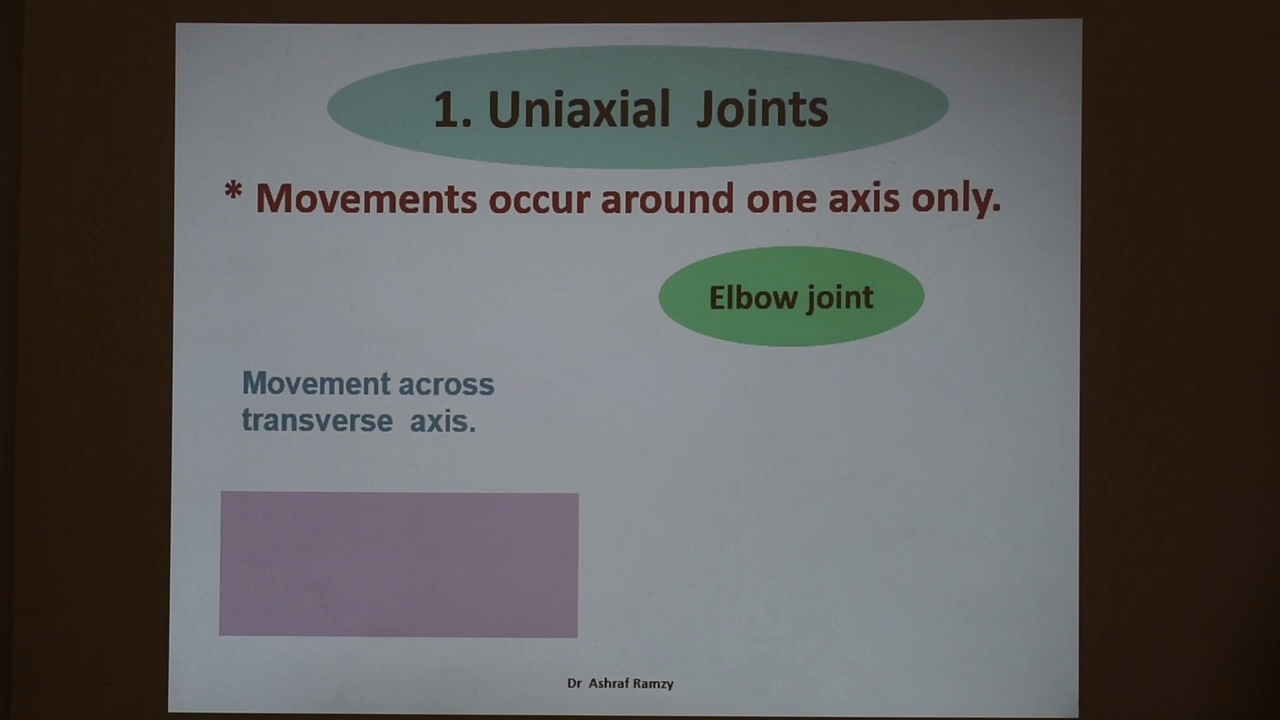 1. Uniaxial Joints
* Movements occur around one axis only.
Elbow joint
Movement across
transverse axis.
Dr Ashraf Ramzy